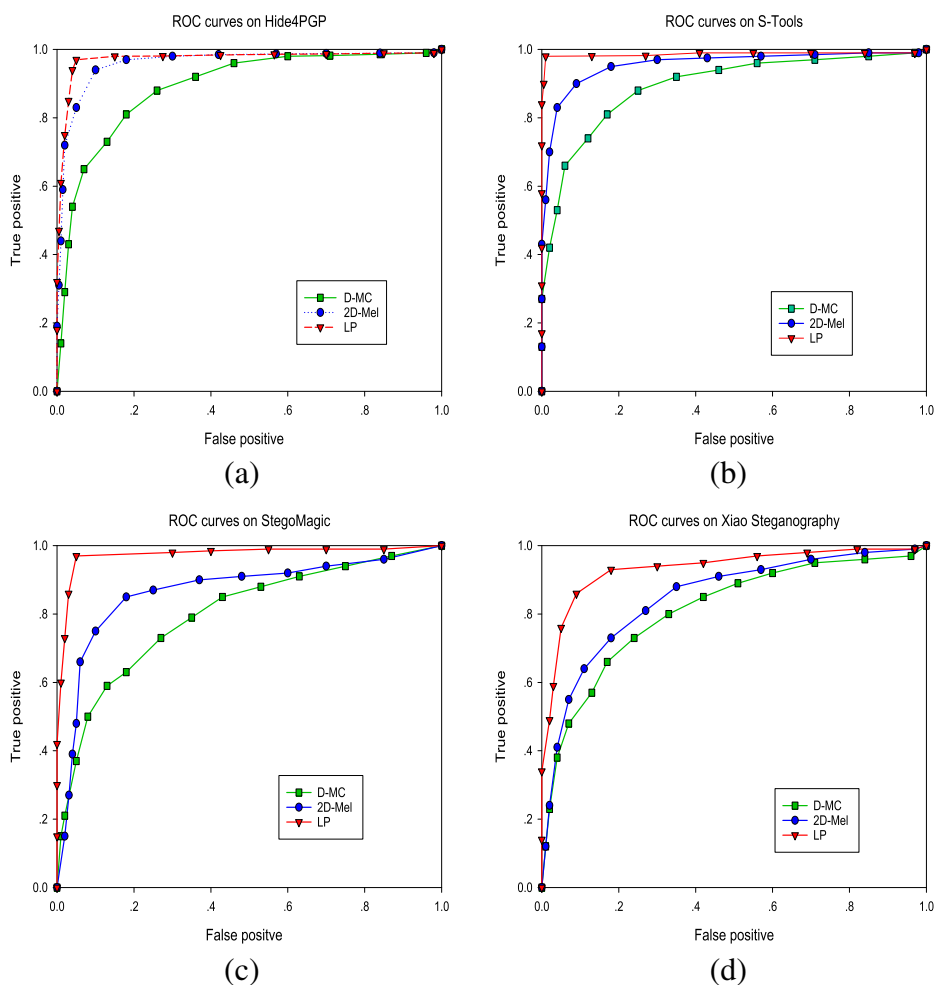 ROC curves on Hide4PGP
1.0
.8
.6
.4
.2
0.0
True positive
D-MC
2D-Mel
LP
0.0 .2 .4 .6 .8 1.0
False positive
(a)
ROC curves on S-Tools
1.0
.8
.6
.4
.2
0.0
True positive
D-MC
2D-Mel
LP
0.0 .2 .4 .6 .8 1.0
False positive
(b)
ROC curves on StegoMagic
1.0
.8
.6
.4
.2
0.0
True positive
D-MC
2D-Mel
LP
0.0 .2 .4 .6 .8 1.0
False positive
(c)
ROC curves on Xiao Steganography
1.0
.8
.6
.4
.2
0.0
True positive
D-MC
2D-Mel
LP
0.0 .2 .4 .6 .8 1.0
False positive
(d)